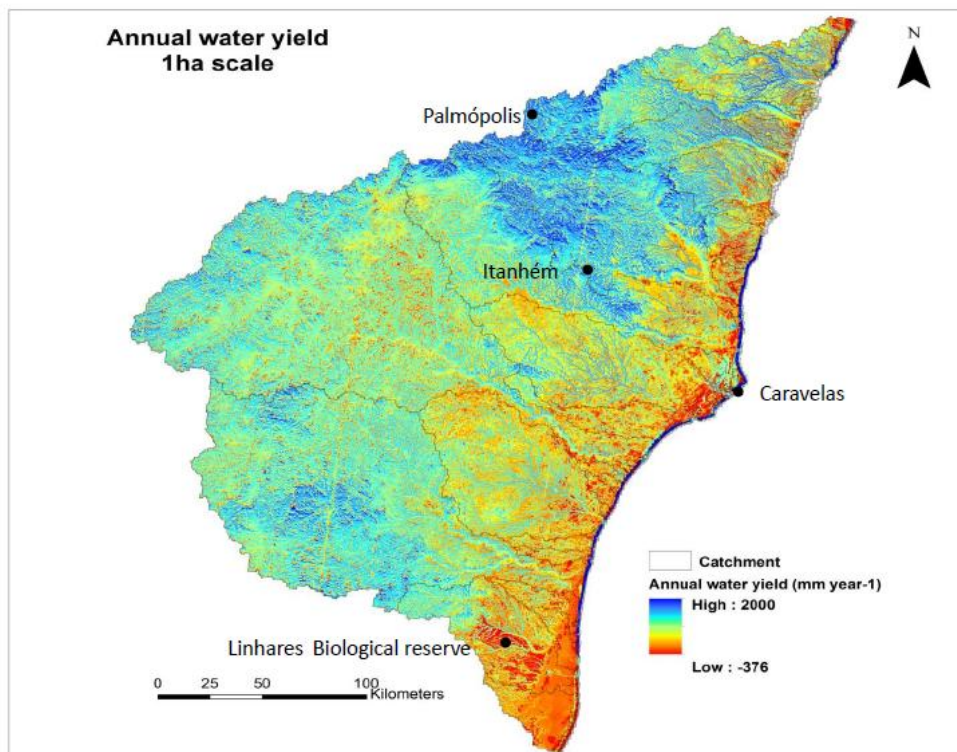 Annual water yield
1ha scale
N
Palmópolis
Itanhém
Caravelas
Catchment
Annual water yield (mm year-1)
High : 2000
Low : -376
Linhares Biological reserve
0 25 50 100
Kilometers